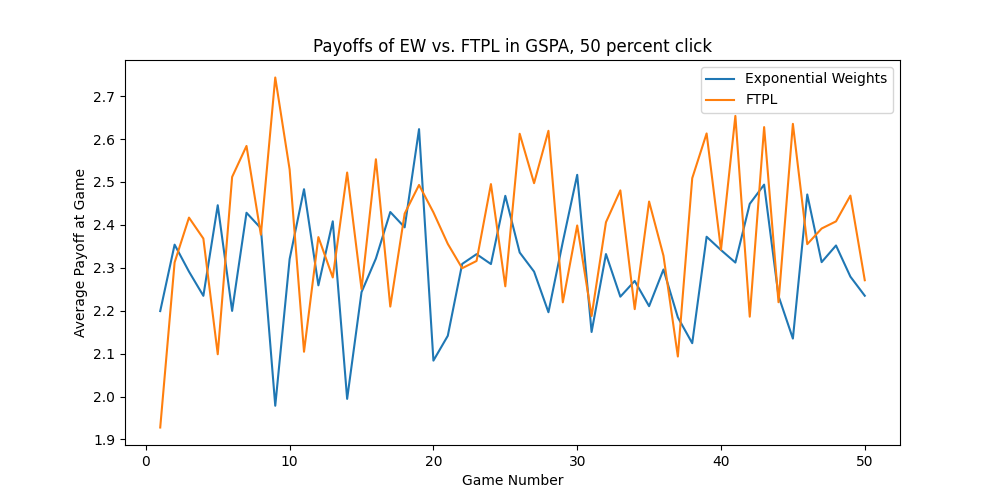 Payoffs of EW vs. FTPL in GSPA, 50 percent click
Exponential Weights
FTPL
Average Payoff at Game
2.7
2.6
2.5
2.4
2.3
2.2
2.1
2.0
1.9
0 10 20 30 40 50
Game Number